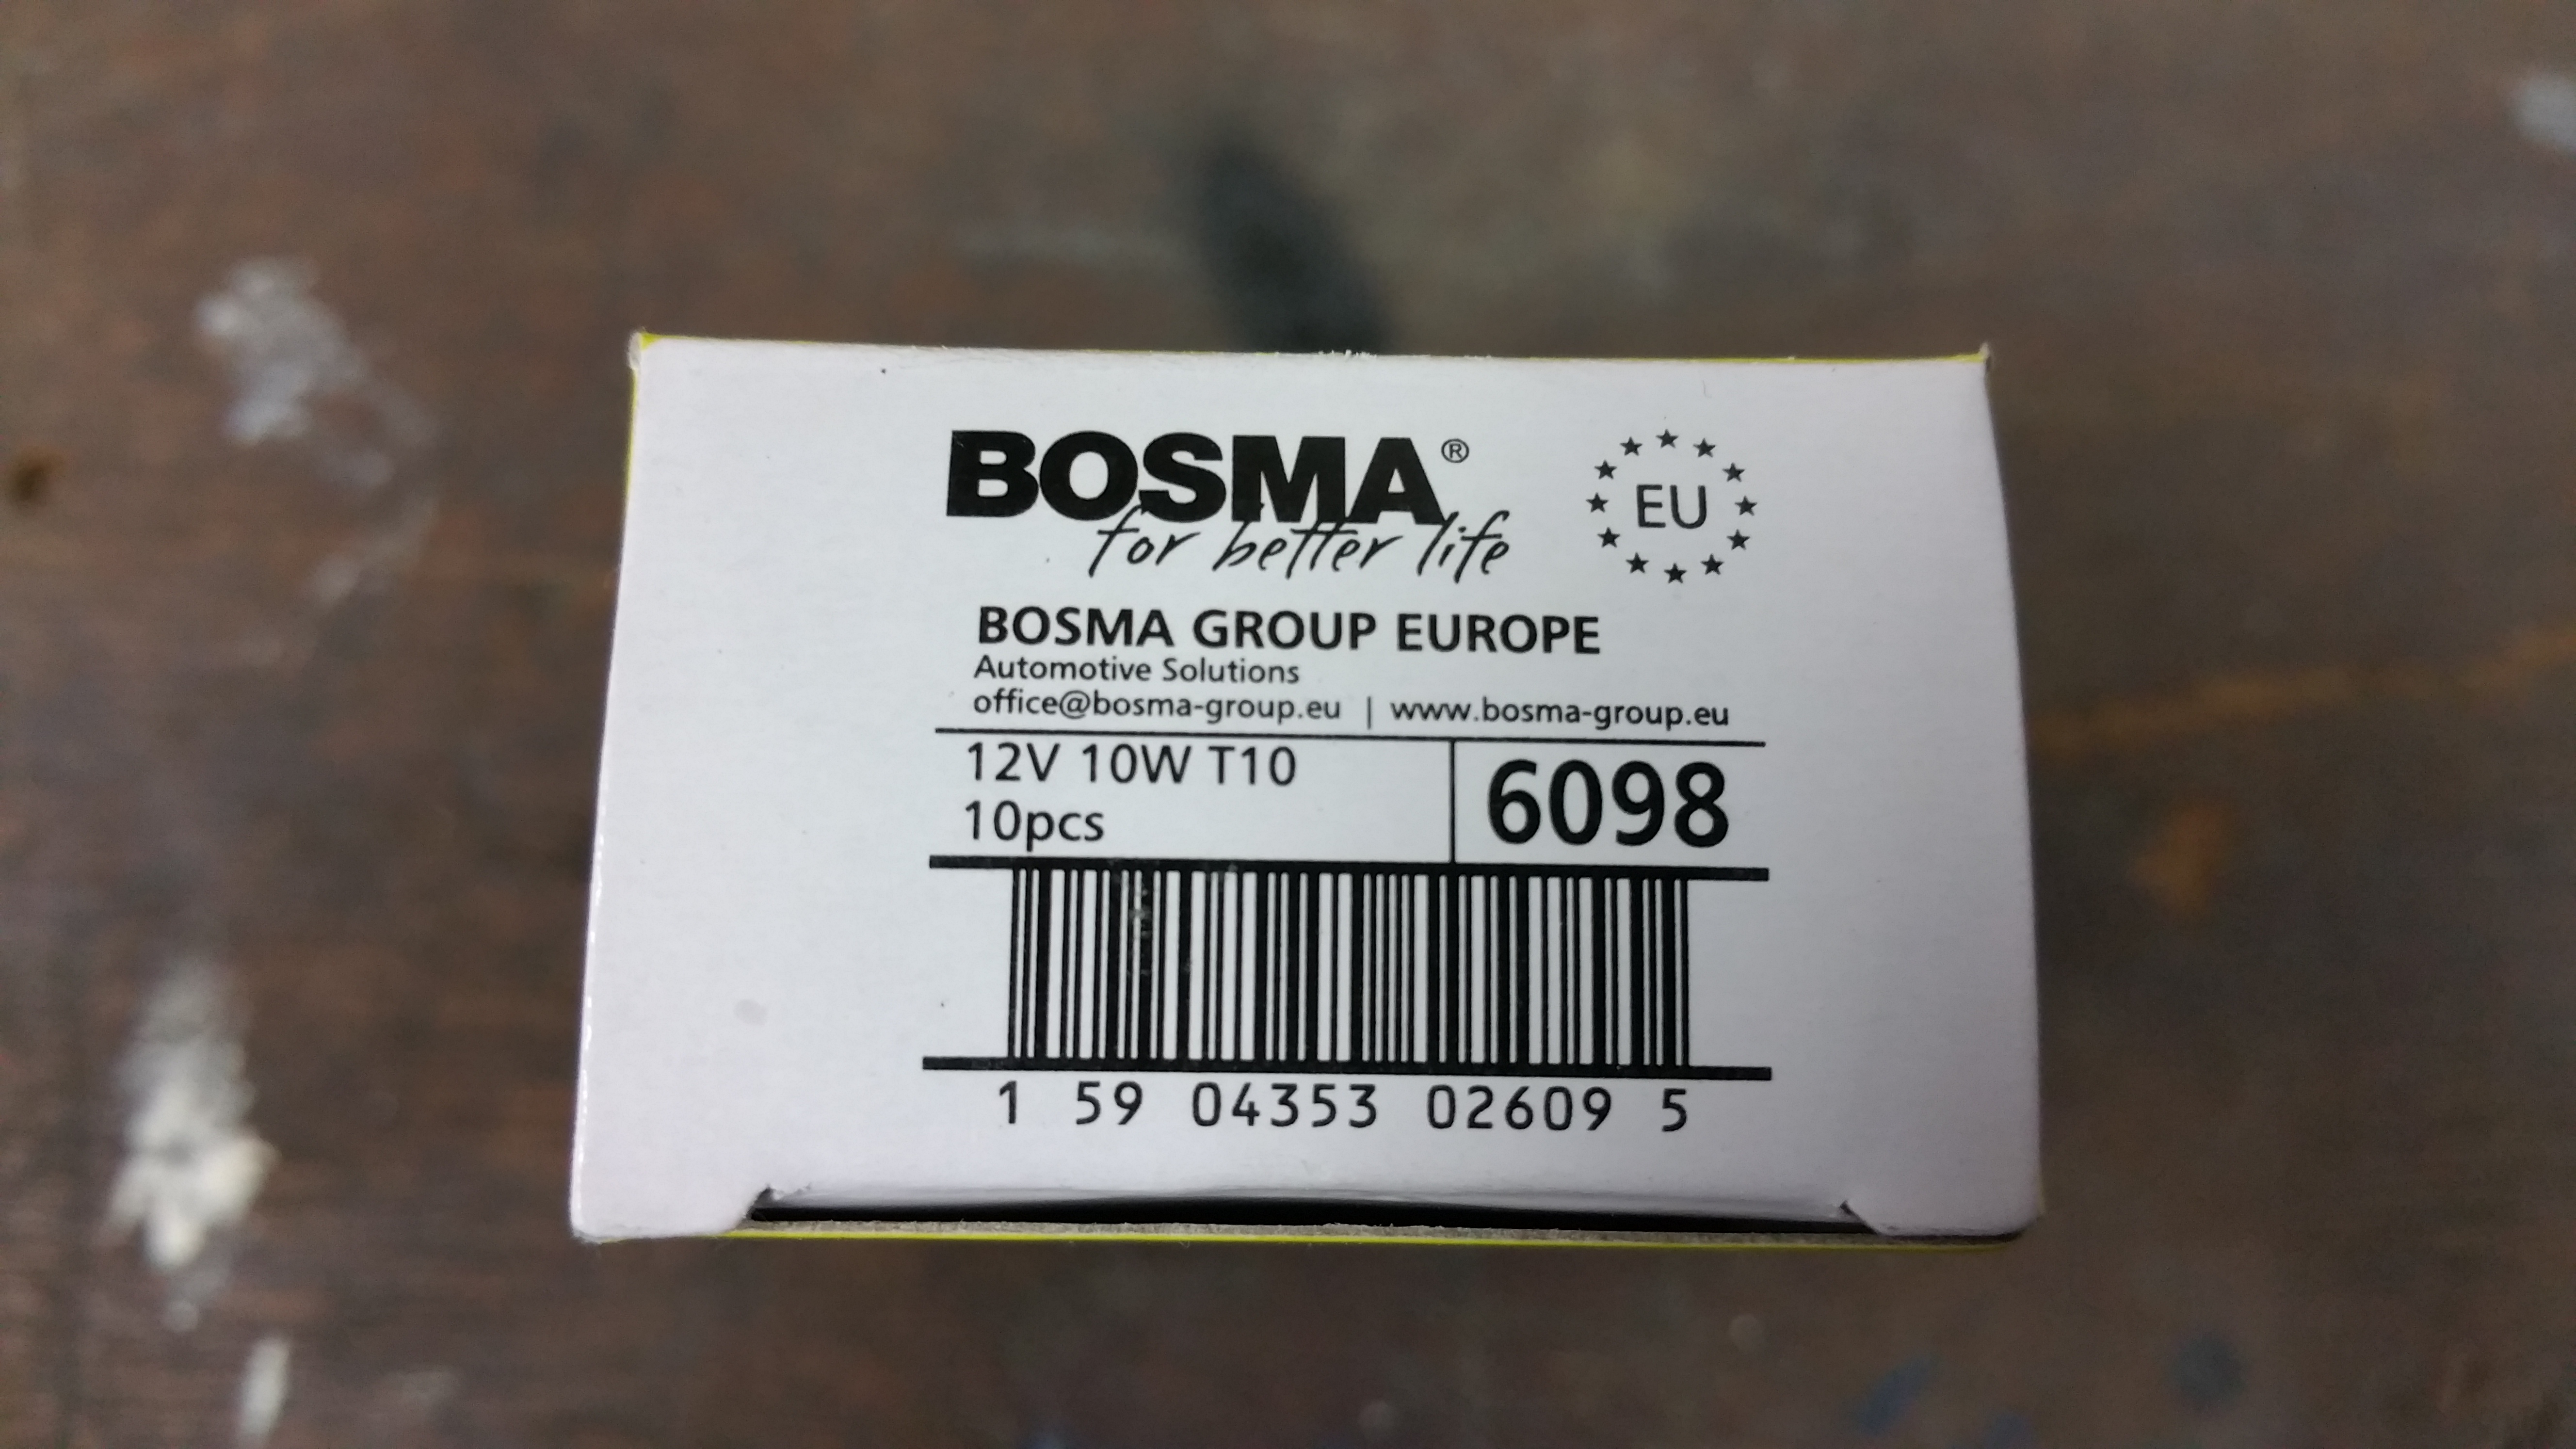 BOSMA®
for better life
EU
BOSMA GROUP EUROPE
Automotive Solutions
office@bosma-group.eu | www.bosma-group.eu
12V 10W T10
10pcs
6098
1 59 04353 02609 5